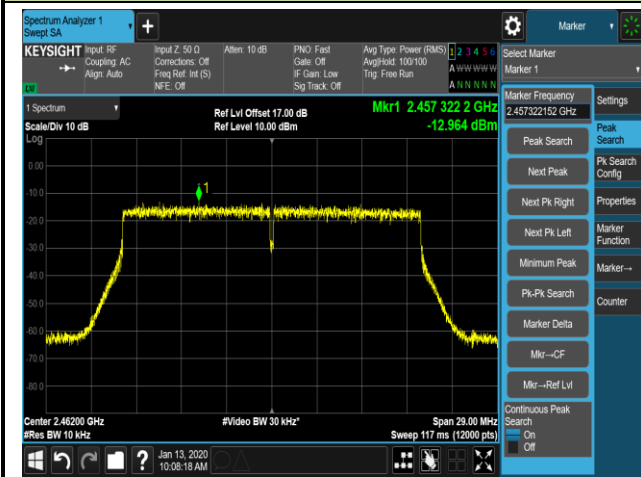 Spectrum Analyzer 1
Swept SA
+
Marker
KEYSIGHT
Input: RF
Coupling: AC
Align: Auto
Input Z: 50 Ω
Corrections: Off
Freq Ref: Int (S)
NFE: Off
Atten: 10 dB
PNO: Fast
Gate: Off
IF Gain: Low
Sig Track: Off
Avg Type: Power (RMS)
Avg|Hold: 100/100
Trig: Free Run
1 2 3 4 5 6
A W W W W W
A N N N N N
Select Marker
Marker 1
1 Spectrum
Scale/Div 10 dB
Log
Ref Lvl Offset 17.00 dB
Ref Level 10.00 dBm
Mkr1 2.457 322 2 GHz
-12.964 dBm
0.00
-10.0
-20.0
-30.0
-40.0
-50.0
-60.0
-70.0
-80.0
1
Center 2.46200 GHz
#Res BW 10 kHz
#Video BW 30 kHz*
Span 29.00 MHz
Sweep 117 ms (12000 pts)
Marker Frequency
2.457322152 GHz
Peak Search
Next Peak
Next Pk Right
Next Pk Left
Minimum Peak
Pk-Pk Search
Marker Delta
Mkr→CF
Mkr→Ref Lvl
Continuous Peak
Search
On
Off
Settings
Peak
Search
Pk Search
Config
Properties
Marker
Function
Marker→
Counter
?
Jan 13, 2020
10:08:18 AM